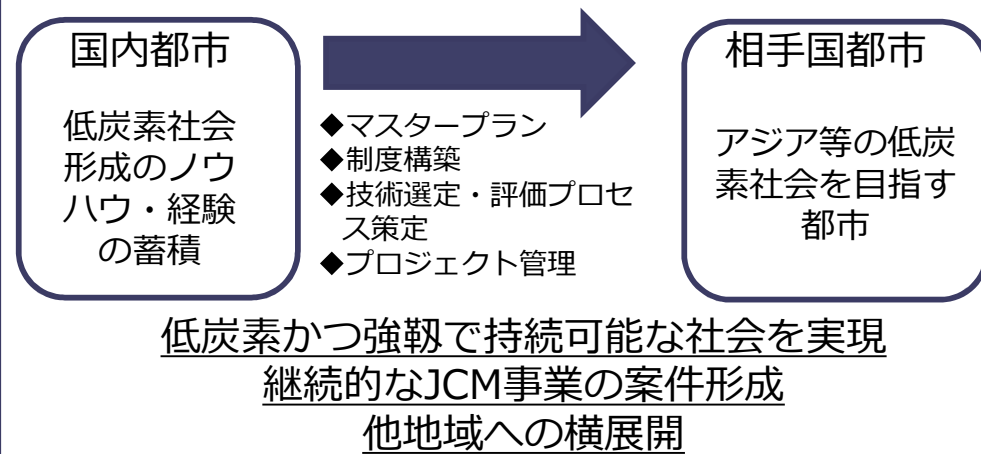 国内都市
低炭素社会
形成のノウ
ハウ・経験
の蓄積
◆マスタープラン
◆制度構築
◆技術選定・評価プロセ
ス策定
◆プロジェクト管理
相手国都市
アジア等の低炭
素社会を目指す
都市
低炭素かつ強靱で持続可能な社会を実現
継続的なJCM事業の案件形成
他地域への横展開